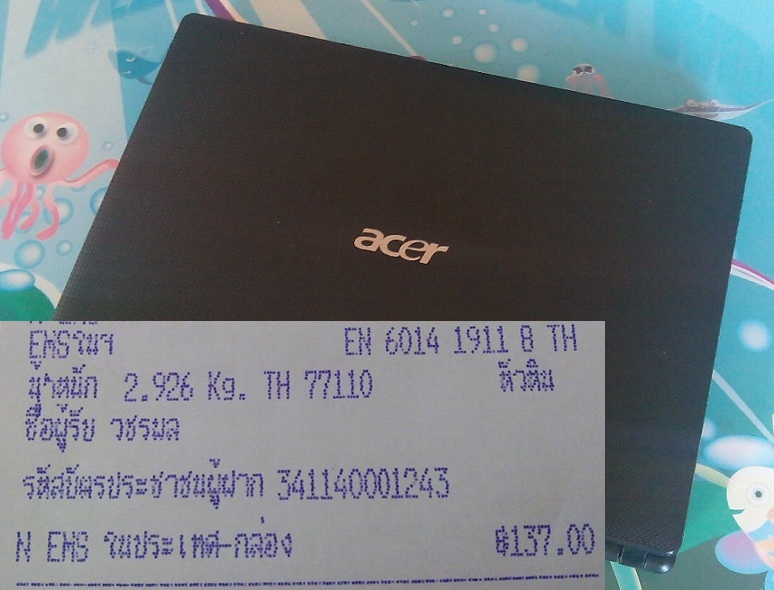 acer
EMSในฯ EN 6014 1911 8 TH
น้ำหนัก 2.926 Kg. TH 77110 หัวหิน
ชื่อผู้รับ วชรมล
รหัสบัตรประชาชนผู้ฝาก 341140001243
N EMS ในประเทศ-กล่อง ฿137.00